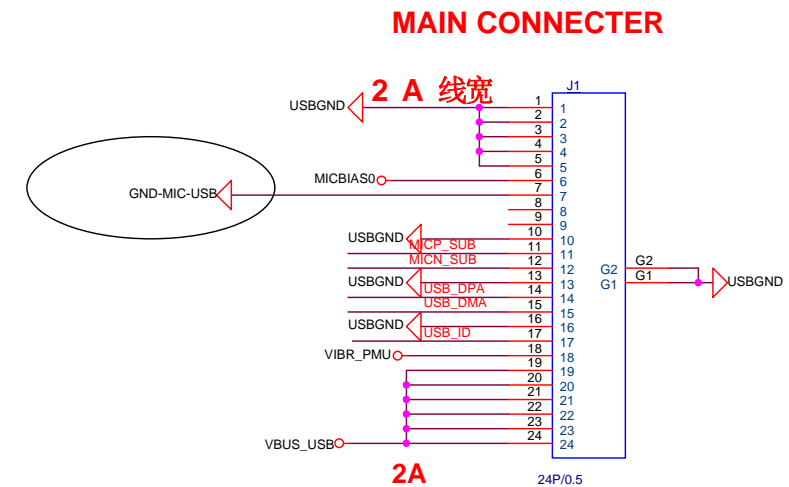 MAIN CONNECTER
J1
USBGND
2 A 线宽
1 1
2 2
3 3
4 4
5 5
MICBIAS0
6 6
GND-MIC-USB
7 7
8 8
9 9
USBGND
10 10
MICP_SUB
11 11
MICN_SUB
12 12
G2 G2
USBGND
13 13
G1 G1
USBGND
USB_DPA
14 14
USB_DMA
15 15
USBGND
16 16
USB_ID
17 17
VIBR_PMU
18 18
19 19
20 20
21 21
22 22
23 23
VBUS_USB
24 24
2A
24P/0.5